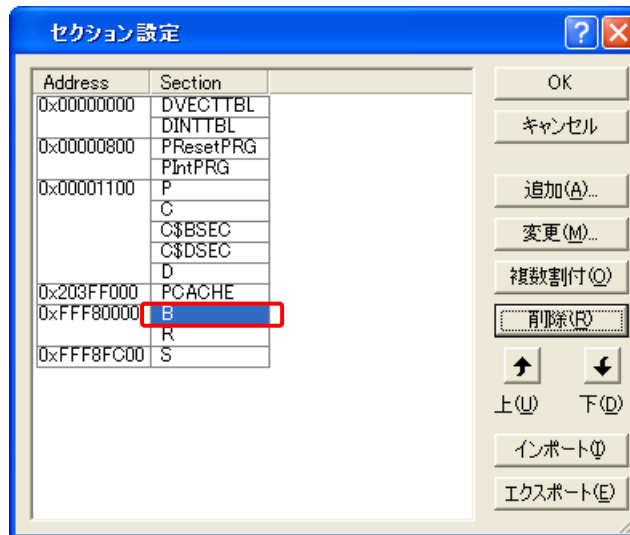 セクション設定
Address Section
0x00000000 DVECTTBL
DINTTBL
0x00000800 PResetPRG
PIntPRG
0x00001100 P
C
C$BSEC
C$DSEC
D
0x203FF000 PCACHE
0xFFF80000 B
R
0xFFF8FC00 S
OK
キャンセル
追加(A)...
変更(M)...
複数割付(O)
削除(R)
上(U) 下(D)
インポート(I)
エクスポート(E)